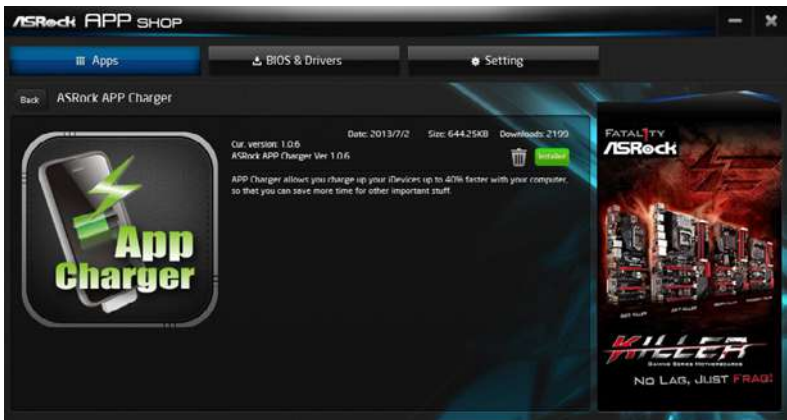 ASRock APP SHOP
Apps
BIOS & Drivers
Setting
Back
ASRock APP Charger
Date: 2013/7/2 Size: 644.25KB Downloads: 2199
Cur. version: 1.0.6
ASRock APP Charger Ver 1.0.6
Installed
APP Charger allows you charge up your iDevices up to 40% faster with your computer,
so that you can save more time for other important stuff.
App
Charger
FATAL1TY
ASRock
KILLER
GAMING SERIES MOTHERBOARDS
NO LAG, JUST FRAG!